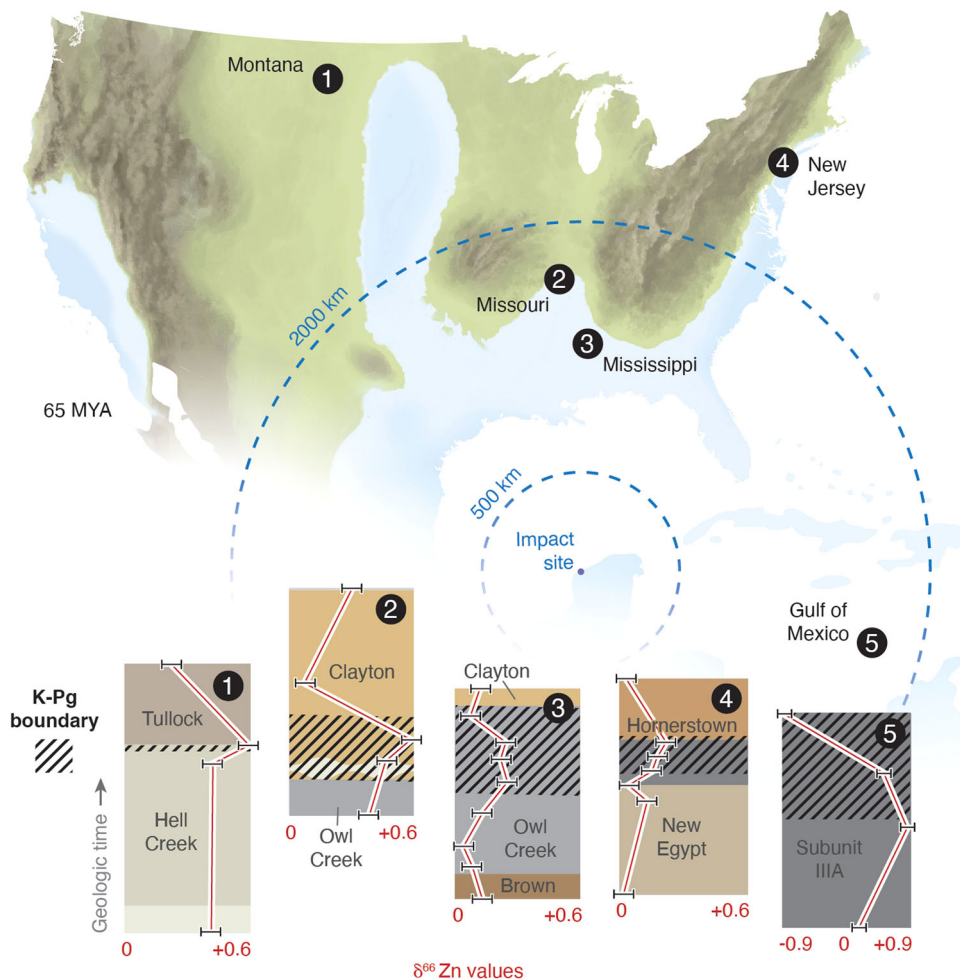 Montana
1
4
New
Jersey
2000 km
2
Missouri
3
Mississippi
65 MYA
500 km
Impact
site
Gulf of
Mexico
5
K-Pg
boundary
Geologic time →
1
Tullock
Hell
Creek
0
+0.6
2
Clayton
0
+0.6
Owl
Creek
Clayton
3
Owl
Creek
Brown
0
+0.6
4
Hornerstown
New
Egypt
0
+0.6
5
Subunit
IIIA
-0.9
0
+0.9
δ⁶⁶ Zn values